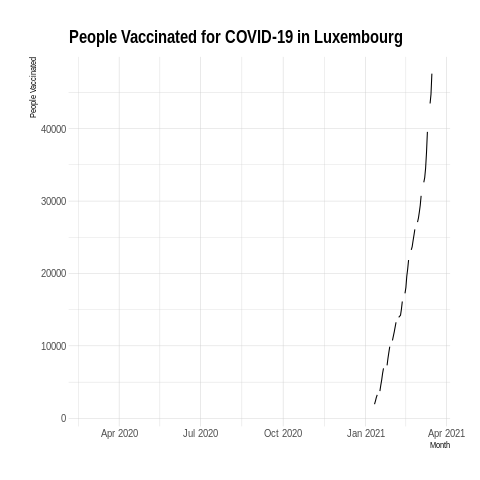 People Vaccinated for COVID-19 in Luxembourg
People Vaccinated
40000
30000
20000
10000
0
Apr 2020 Jul 2020 Oct 2020 Jan 2021 Apr 2021
Month